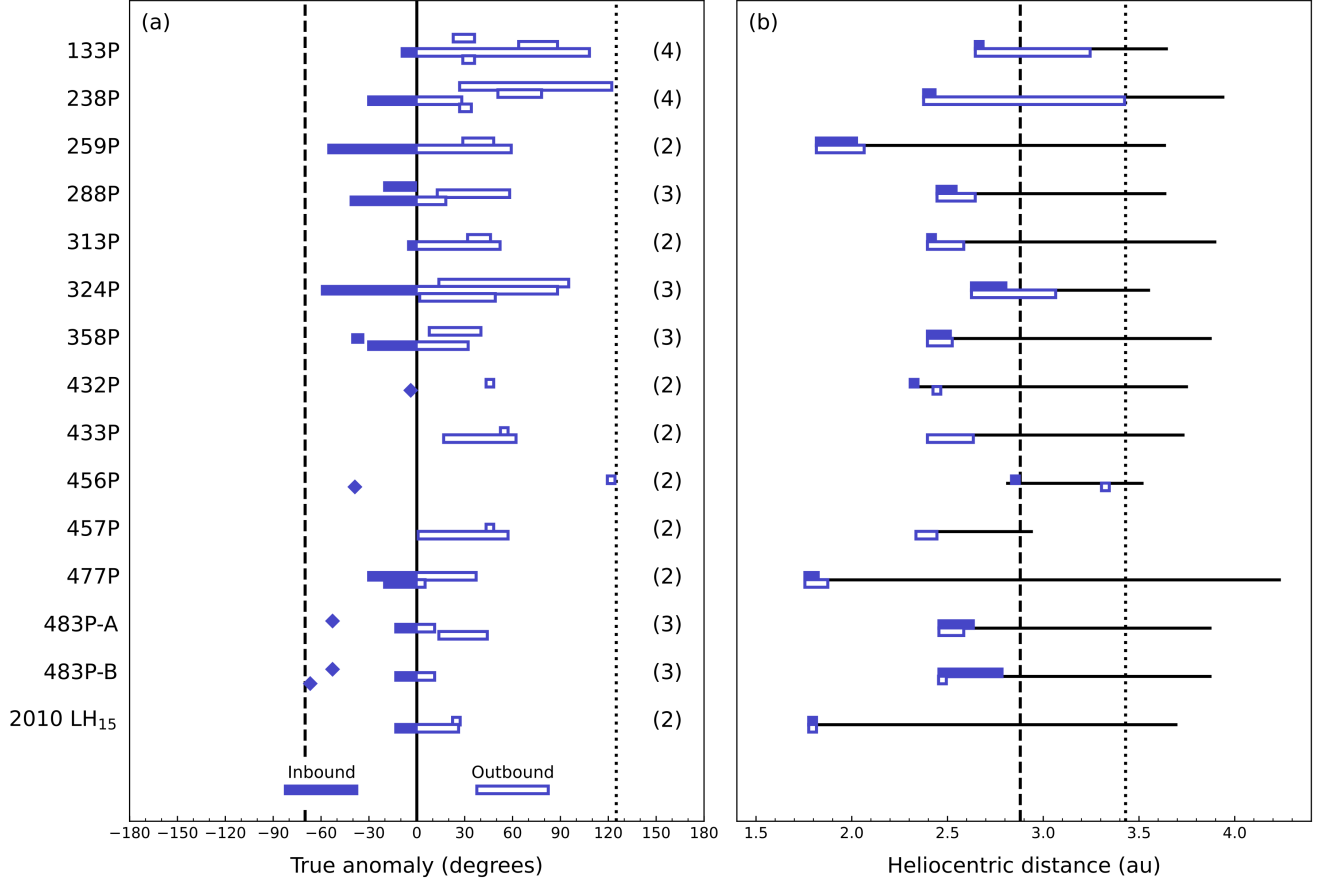 (a)
(b)
133P (4)
238P (4)
259P (2)
288P (3)
313P (2)
324P (3)
358P (3)
432P (2)
433P (2)
456P (2)
457P (2)
477P (2)
483P-A (3)
483P-B (3)
2010 LH₁₅ (2)
Inbound Outbound
−180 −150 −120 −90 −60 −30 0 30 60 90 120 150 180
1.5 2.0 2.5 3.0 3.5 4.0
True anomaly (degrees)
Heliocentric distance (au)